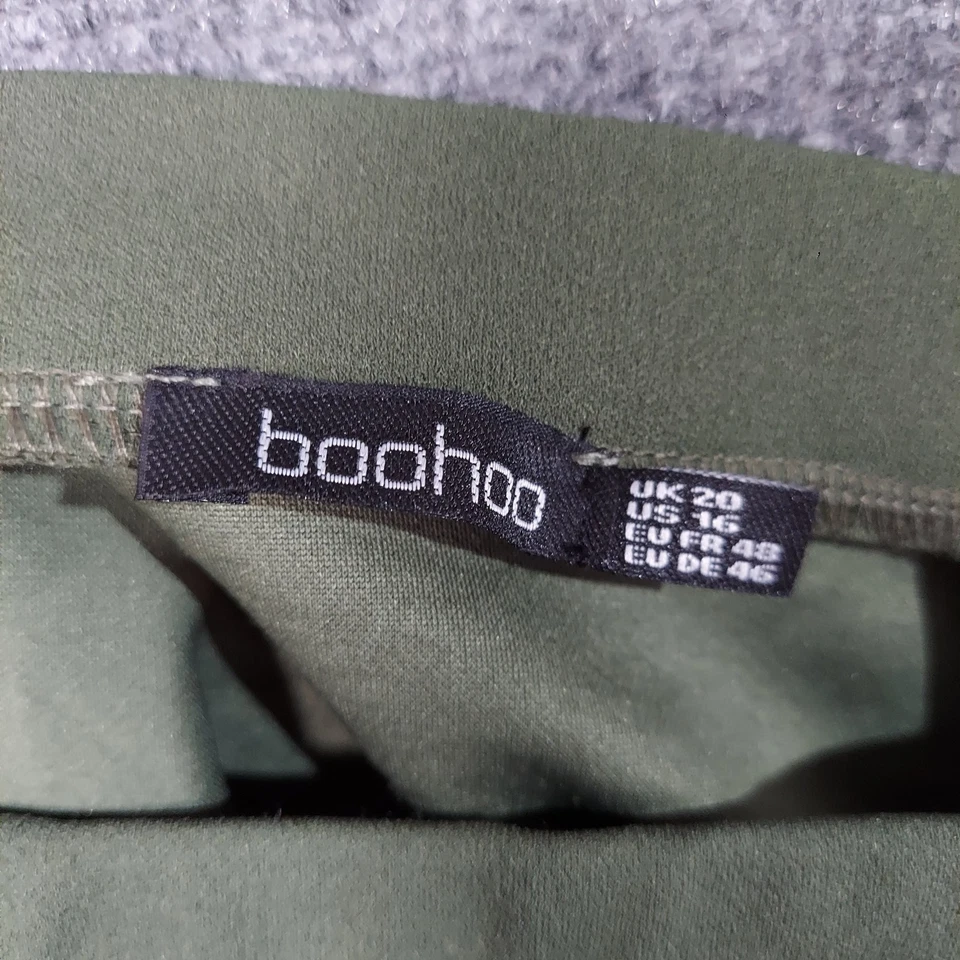 boohoo
UK 20
US 16
EU FR 48
EU DE 46